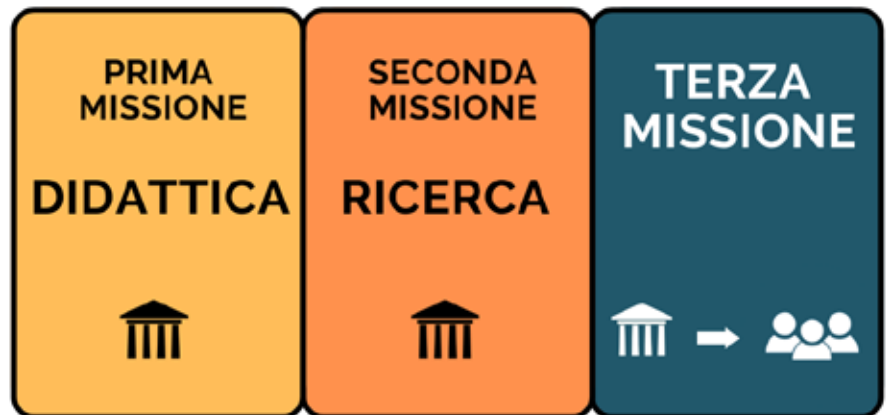 PRIMA
MISSIONE
DIDATTICA
SECONDA
MISSIONE
RICERCA
TERZA
MISSIONE